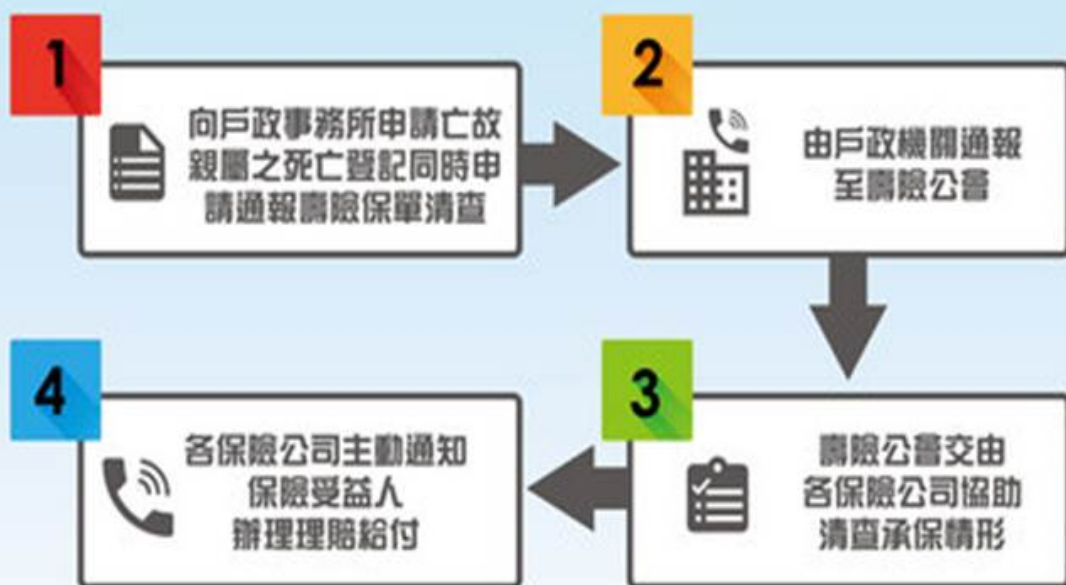 1
向戶政事務所申請亡故
親屬之死亡登記同時申
請通報壽險保單清查
2
由戶政機關通報
至壽險公會
3
壽險公會交由
各保險公司協助
清查承保情形
4
各保險公司主動通知
保險受益人
辦理理賠給付